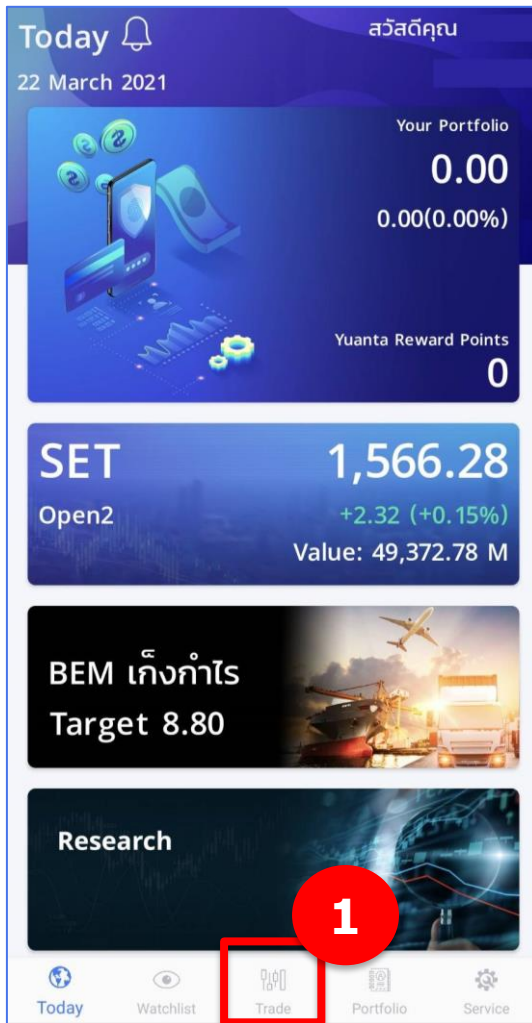 Today
สวัสดีคุณ
22 March 2021
Your Portfolio
0.00
0.00(0.00%)
Yuanta Reward Points
0
SET 1,566.28
Open2 +2.32 (+0.15%)
Value: 49,372.78 M
BEM เก็งกำไร
Target 8.80
Research
1
Today Watchlist Trade Portfolio Service